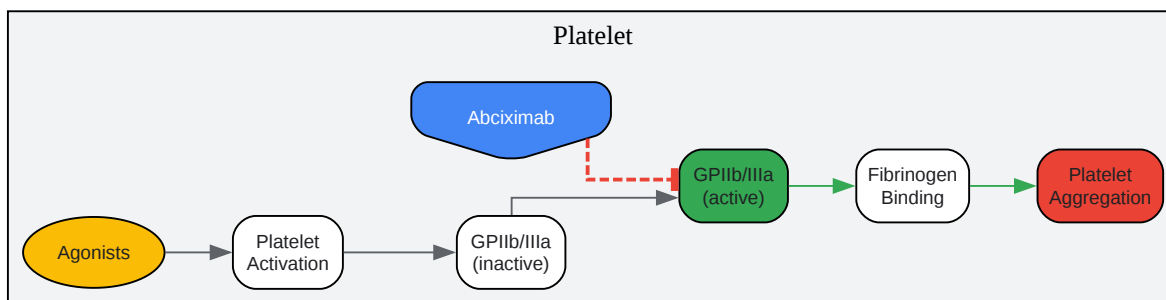 Platelet
Abciximab
GPIIb/IIIa
(active)
Fibrinogen
Binding
Platelet
Aggregation
Agonists
Platelet
Activation
GPIIb/IIIa
(inactive)